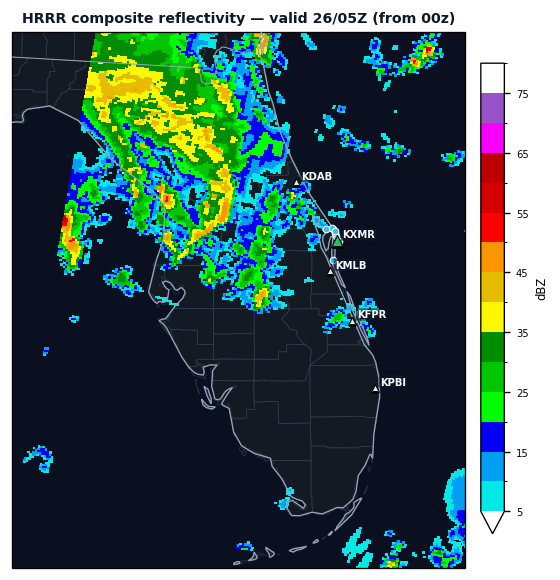 HRRR composite reflectivity — valid 26/05Z (from 00z)
KDAB
KXMR
KMLB
KFPR
KPBI
75
65
55
45
35
25
15
5
dBZ